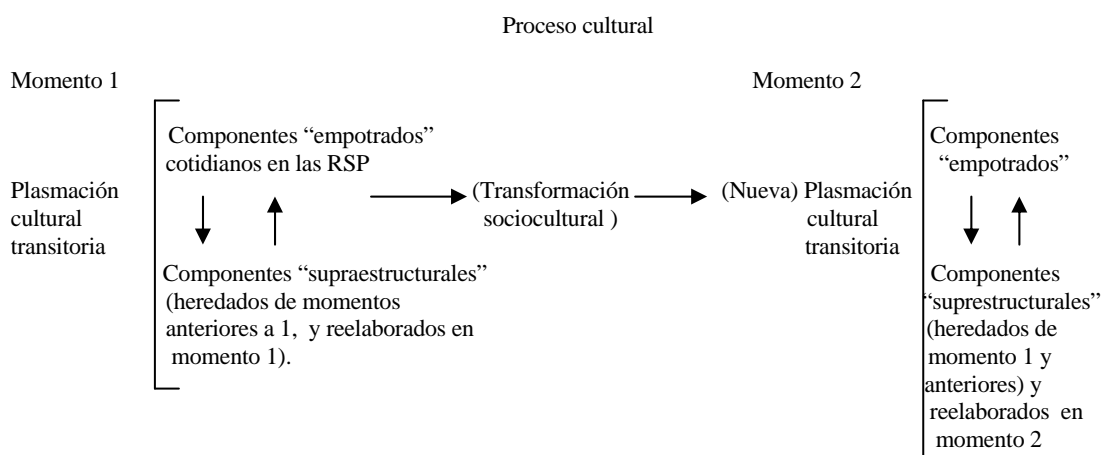 Proceso cultural
Momento 1
Momento 2
Componentes “empotrados”
cotidianos en las RSP
Plasmación
cultural
transitoria
Componentes “supraestructurales”
(heredados de momentos
anteriores a 1, y reelaborados en
momento 1).
(Transformación
sociocultural )
(Nueva) Plasmación
cultural
transitoria
Componentes
“empotrados”
Componentes
“suprestructurales”
(heredados de
momento 1 y
anteriores) y
reelaborados en
momento 2